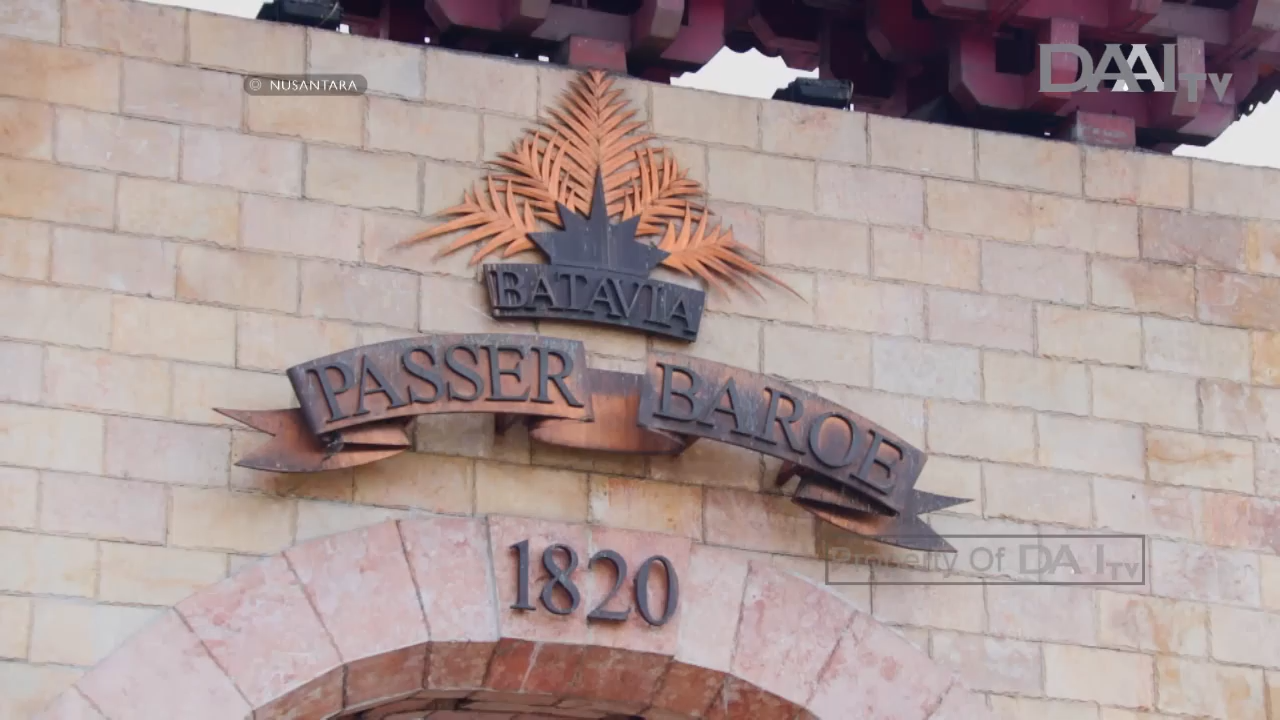 © NUSANTARA
DAAI TV
BATAVIA
PASSER BAROE
1820
Property Of DAAI TV